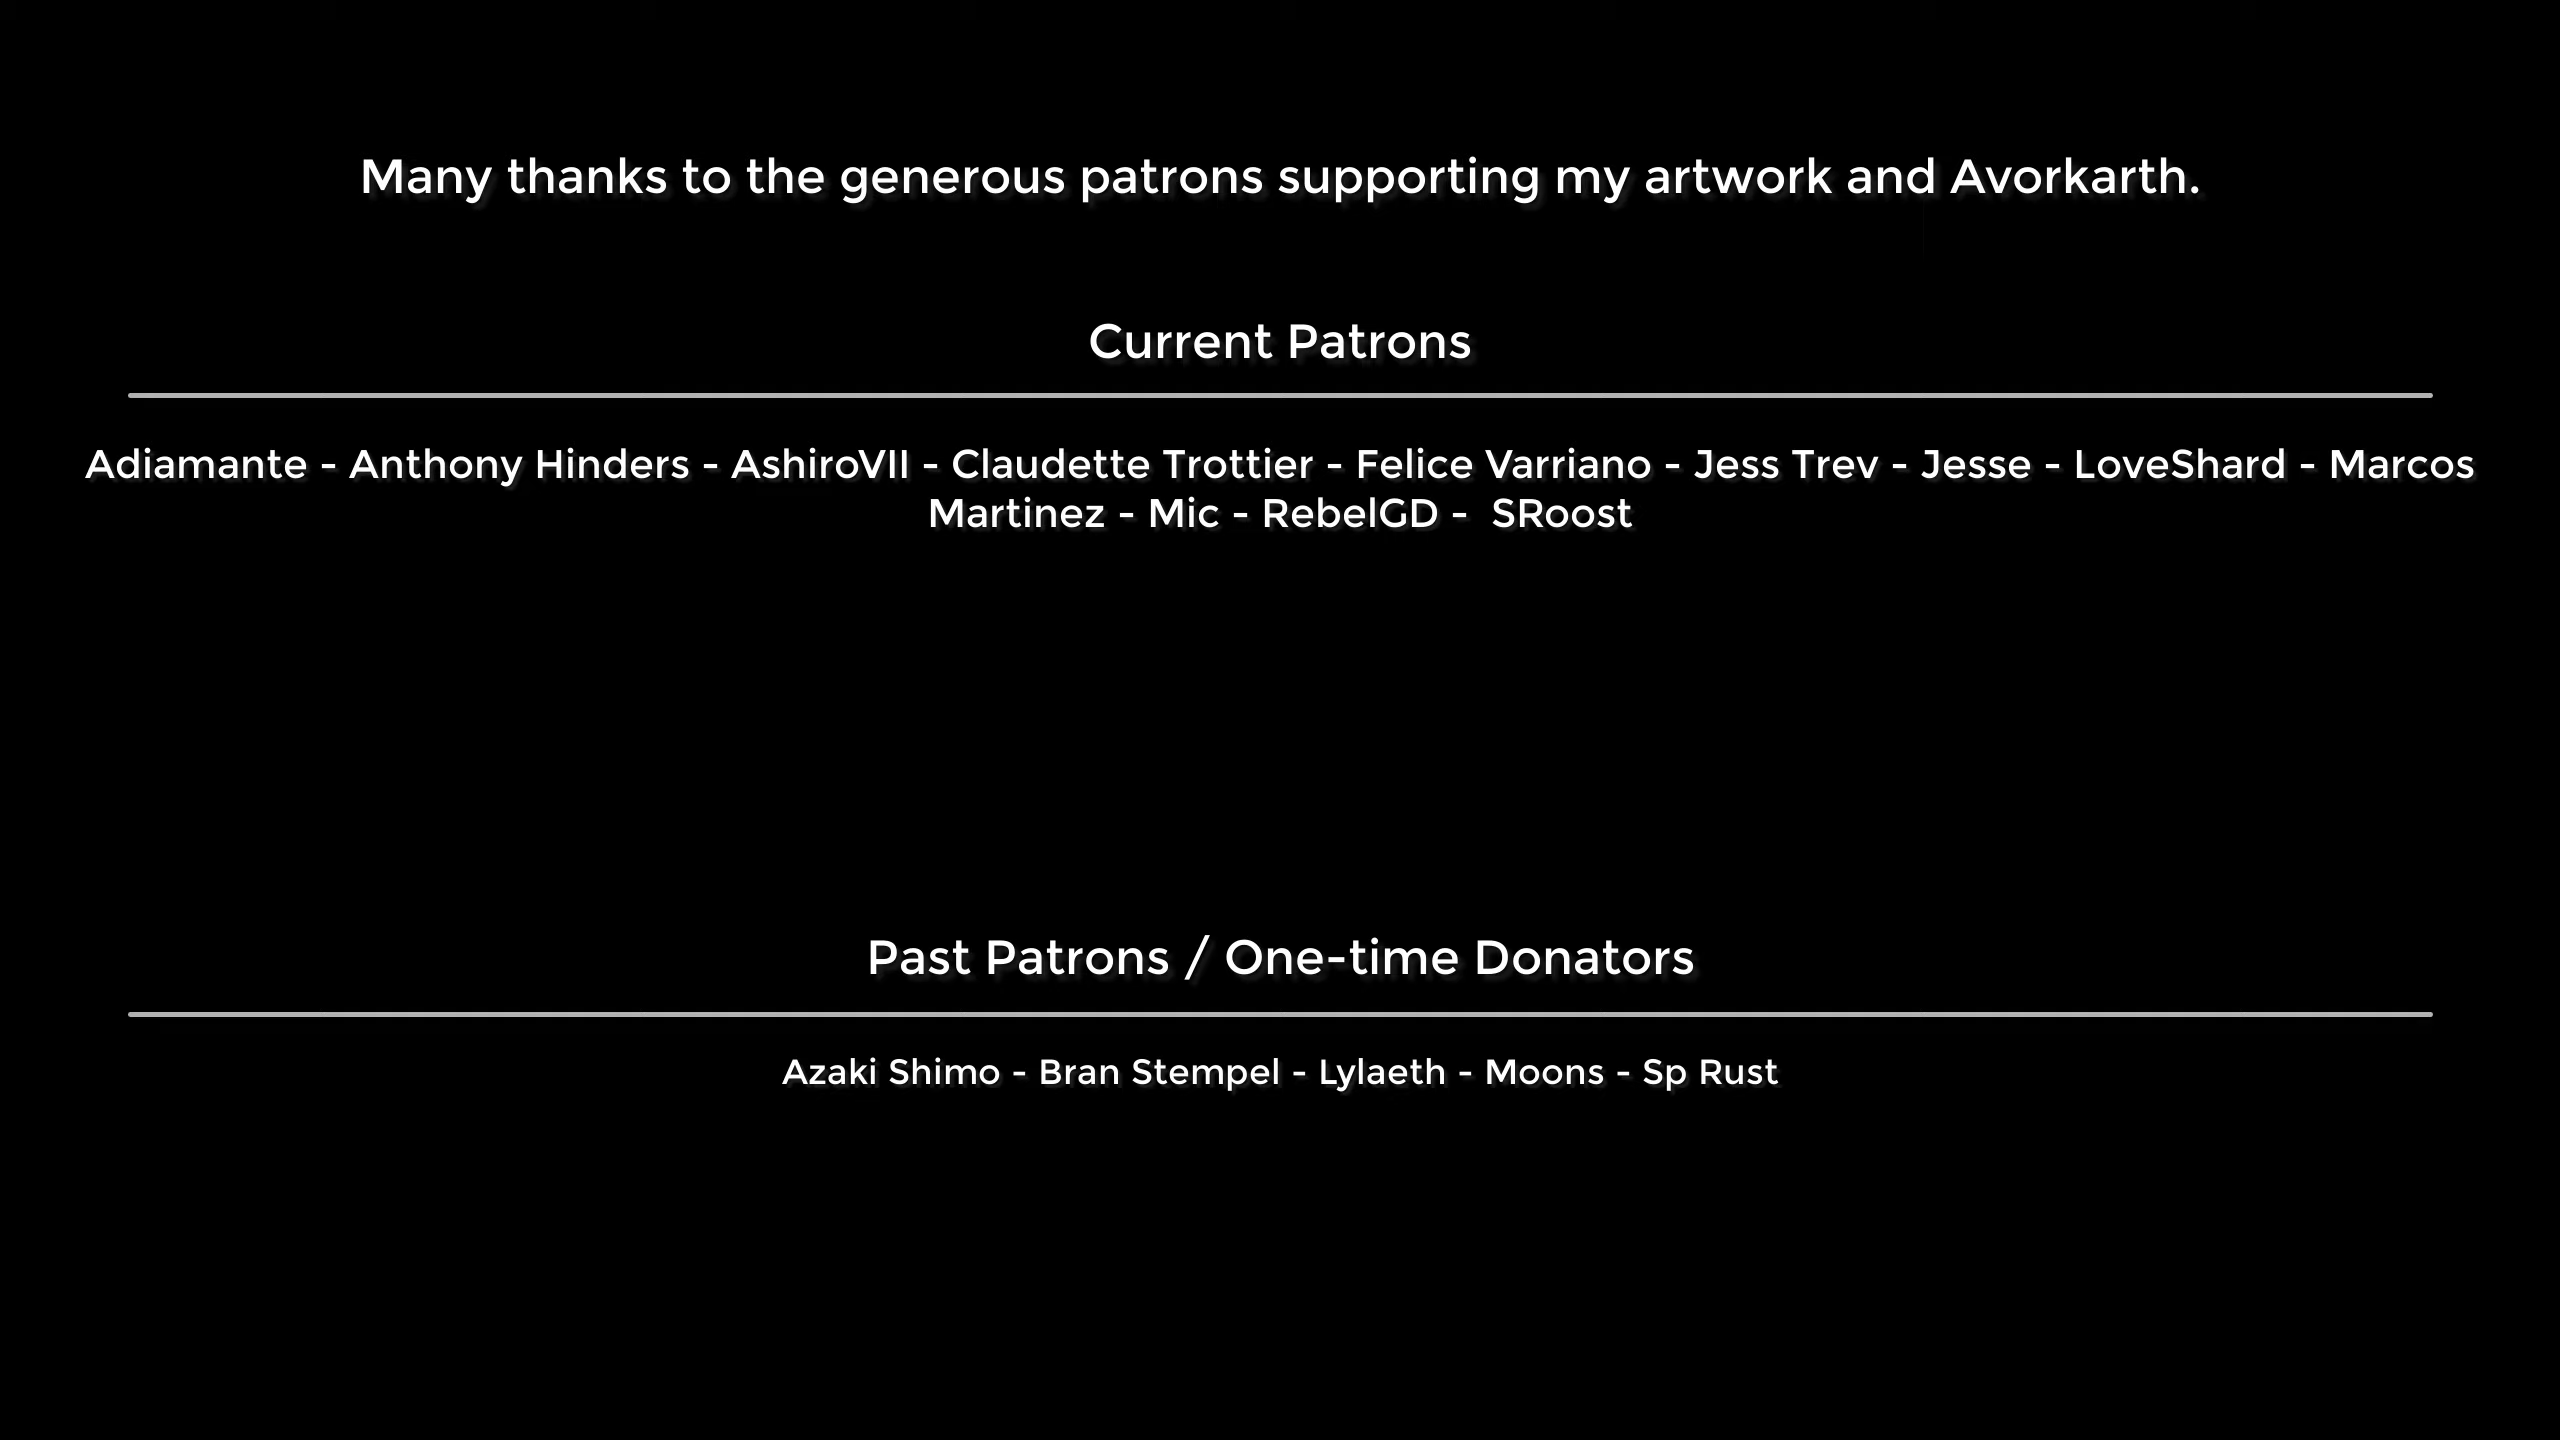 Many thanks to the generous patrons supporting my artwork and Avorkarth.
Current Patrons
Adiamante - Anthony Hinders - AshiroVII - Claudette Trottier - Felice Varriano - Jess Trev - Jesse - LoveShard - Marcos
Martinez - Mic - RebelGD -  SRoost
Past Patrons / One-time Donators
Azaki Shimo - Bran Stempel - Lylaeth - Moons - Sp Rust